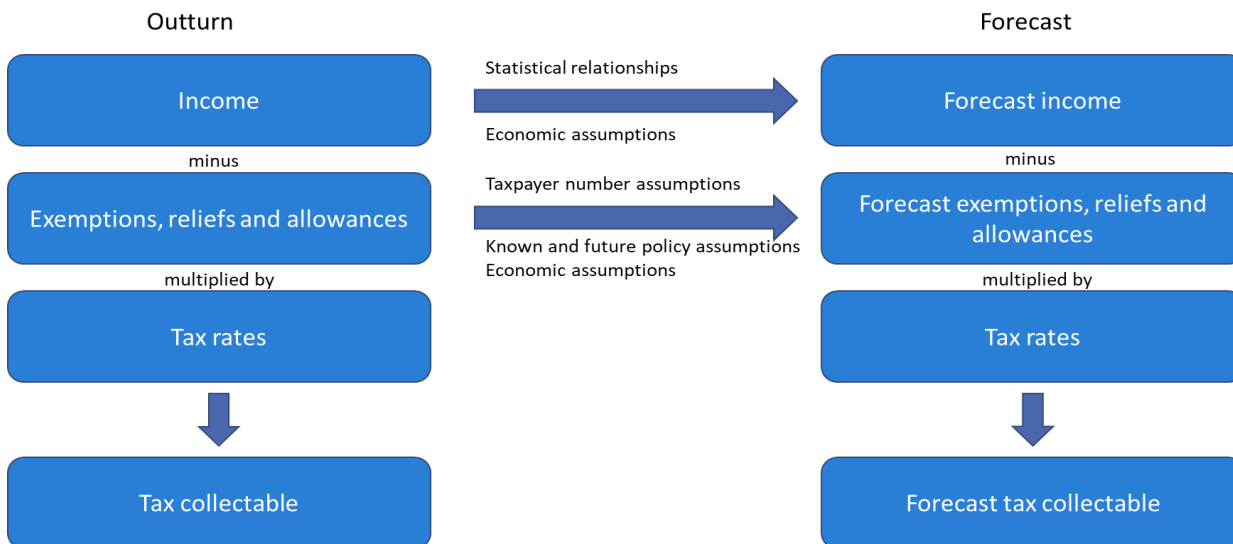 Outturn
Forecast
Income
Statistical relationships
Economic assumptions
Forecast income
minus
minus
Exemptions, reliefs and allowances
Taxpayer number assumptions
Known and future policy assumptions
Economic assumptions
Forecast exemptions, reliefs and
allowances
multiplied by
multiplied by
Tax rates
Tax rates
Tax collectable
Forecast tax collectable